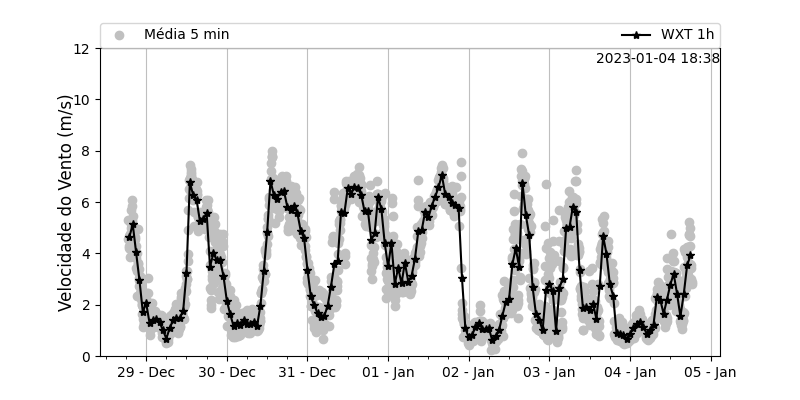 Média 5 min
WXT 1h
2023-01-04 18:38
Velocidade do Vento (m/s)
12
10
8
6
4
2
0
29 - Dec
30 - Dec
31 - Dec
01 - Jan
02 - Jan
03 - Jan
04 - Jan
05 - Jan